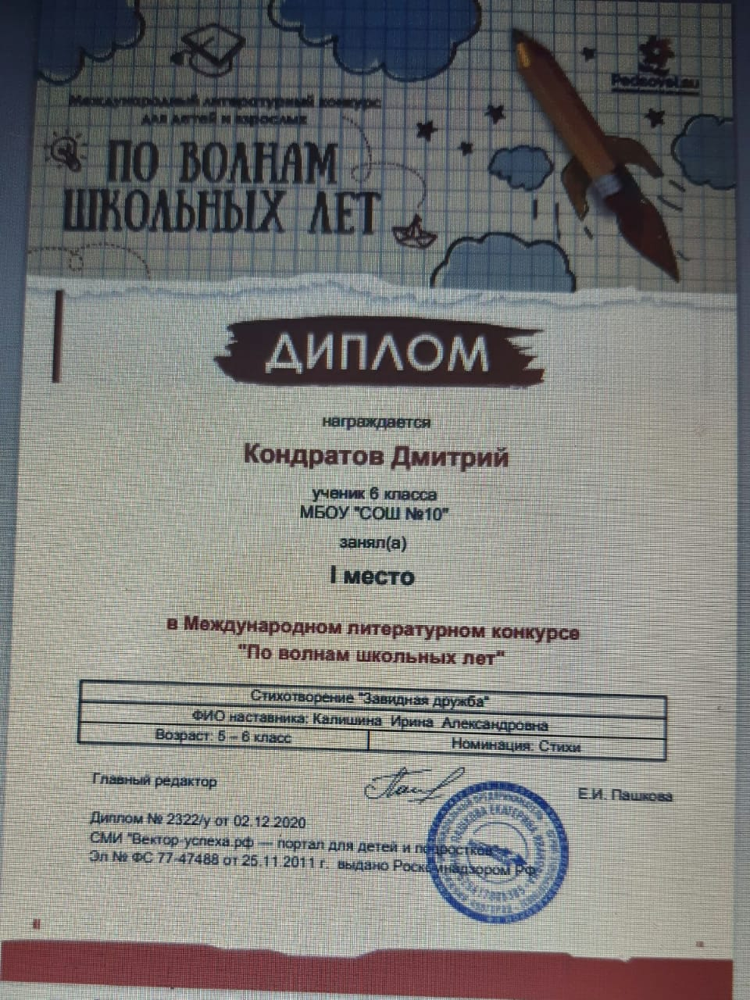 Международный литературный конкурс
для детей и взрослых
Pedsovet.su
ПО ВОЛНАМ
ШКОЛЬНЫХ ЛЕТ
ДИПЛОМ
награждается
Кондратов Дмитрий
ученик 6 класса
МБОУ "СОШ №10"
занял(а)
I место
в Международном литературном конкурсе
"По волнам школьных лет"
Стихотворение "Завидная дружба"
ФИО наставника: Калишина Ирина Александровна
Возраст: 5 – 6 класс
Номинация: Стихи
Главный редактор
Е.И. Пашкова
Диплом № 2322/у от 02.12.2020
СМИ "Вектор-успеха.рф — портал для детей и подростков"
Эл № ФС 77-47488 от 25.11.2011 г. выдано Роскомнадзором РФ